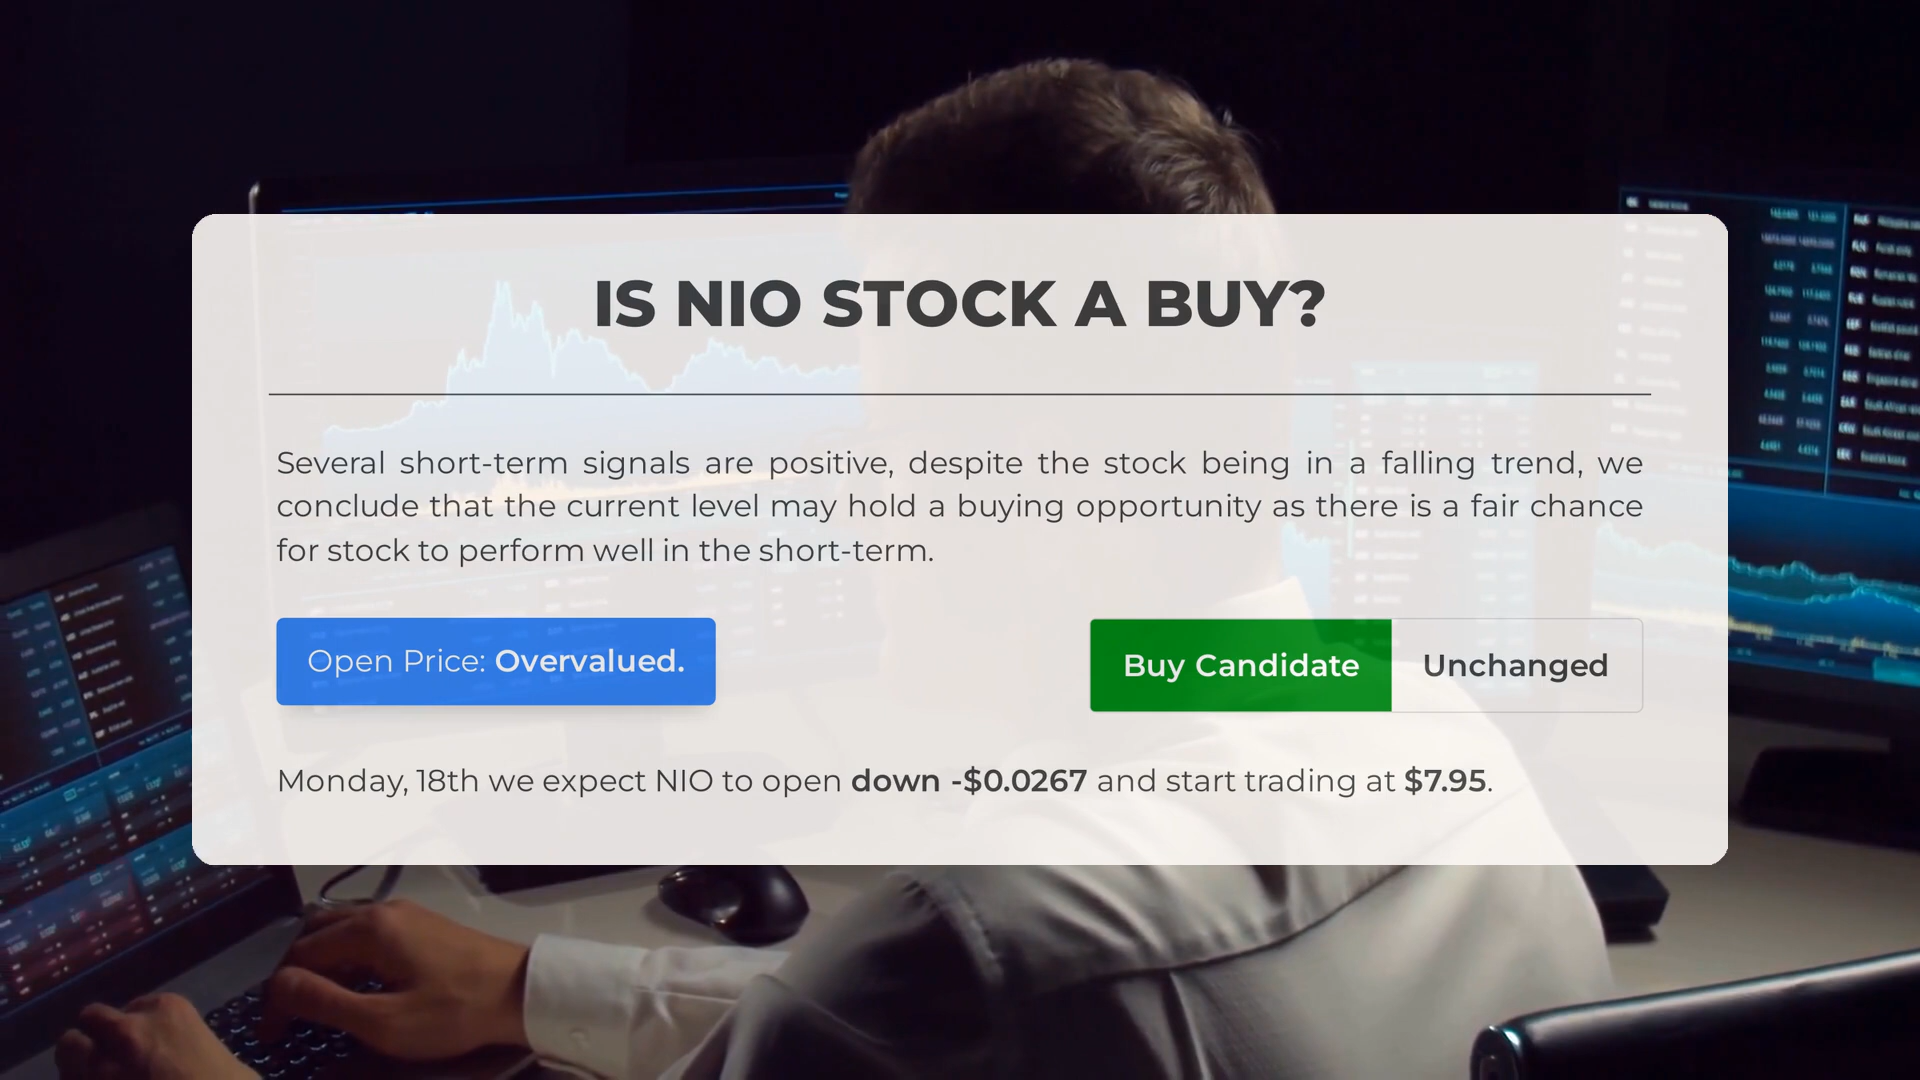 IS NIO STOCK A BUY?
Several short-term signals are positive, despite the stock being in a falling trend, we
conclude that the current level may hold a buying opportunity as there is a fair chance
for stock to perform well in the short-term.
Open Price: Overvalued.
Buy Candidate Unchanged
Monday, 18th we expect NIO to open down -$0.0267 and start trading at $7.95.